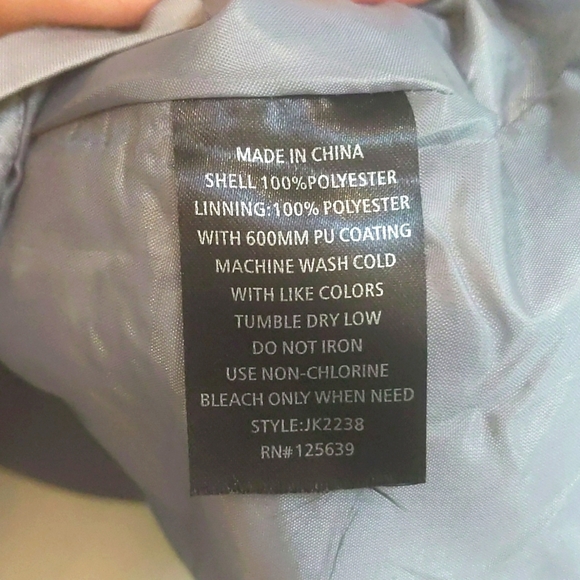 MADE IN CHINA
SHELL 100%POLYESTER
LINNING:100% POLYESTER
WITH 600MM PU COATING
MACHINE WASH COLD
WITH LIKE COLORS
TUMBLE DRY LOW
DO NOT IRON
USE NON-CHLORINE
BLEACH ONLY WHEN NEED
STYLE:JK2238
RN#125639